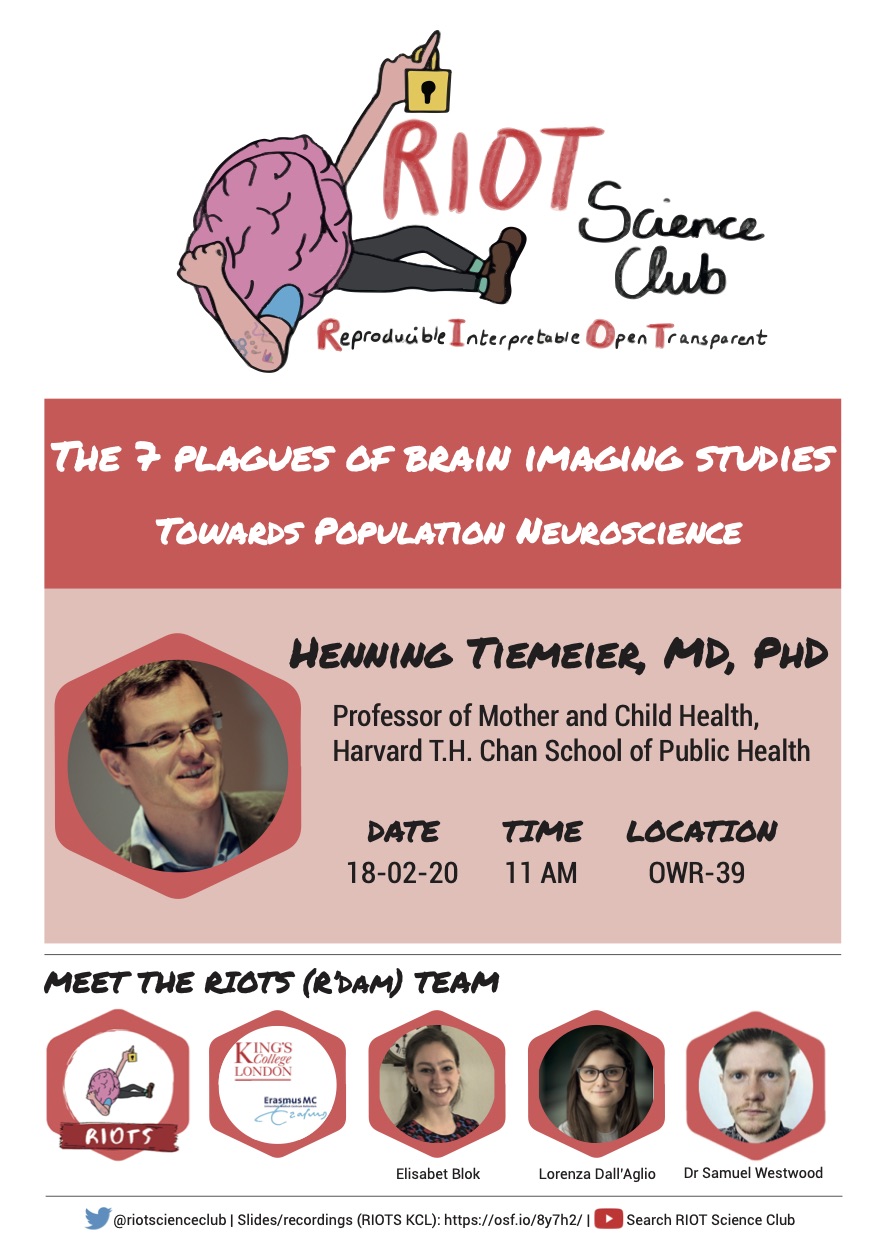 RIOT
Science
Club
Reproducible Interpretable Open Transparent
The 7 plagues of brain imaging studies
Towards Population Neuroscience
Henning Tiemeier, MD, PhD
Professor of Mother and Child Health,
Harvard T.H. Chan School of Public Health
DATE TIME LOCATION
18-02-20 11 AM OWR-39
MEET THE RIOTS (R'DAM) TEAM
RIOTS
KING'S
College
LONDON
Erasmus MC
Erasmus
Elisabet Blok Lorenza Dall'Aglio Dr Samuel Westwood
@riotscienceclub | Slides/recordings (RIOTS KCL): https://osf.io/8y7h2/ | Search RIOT Science Club